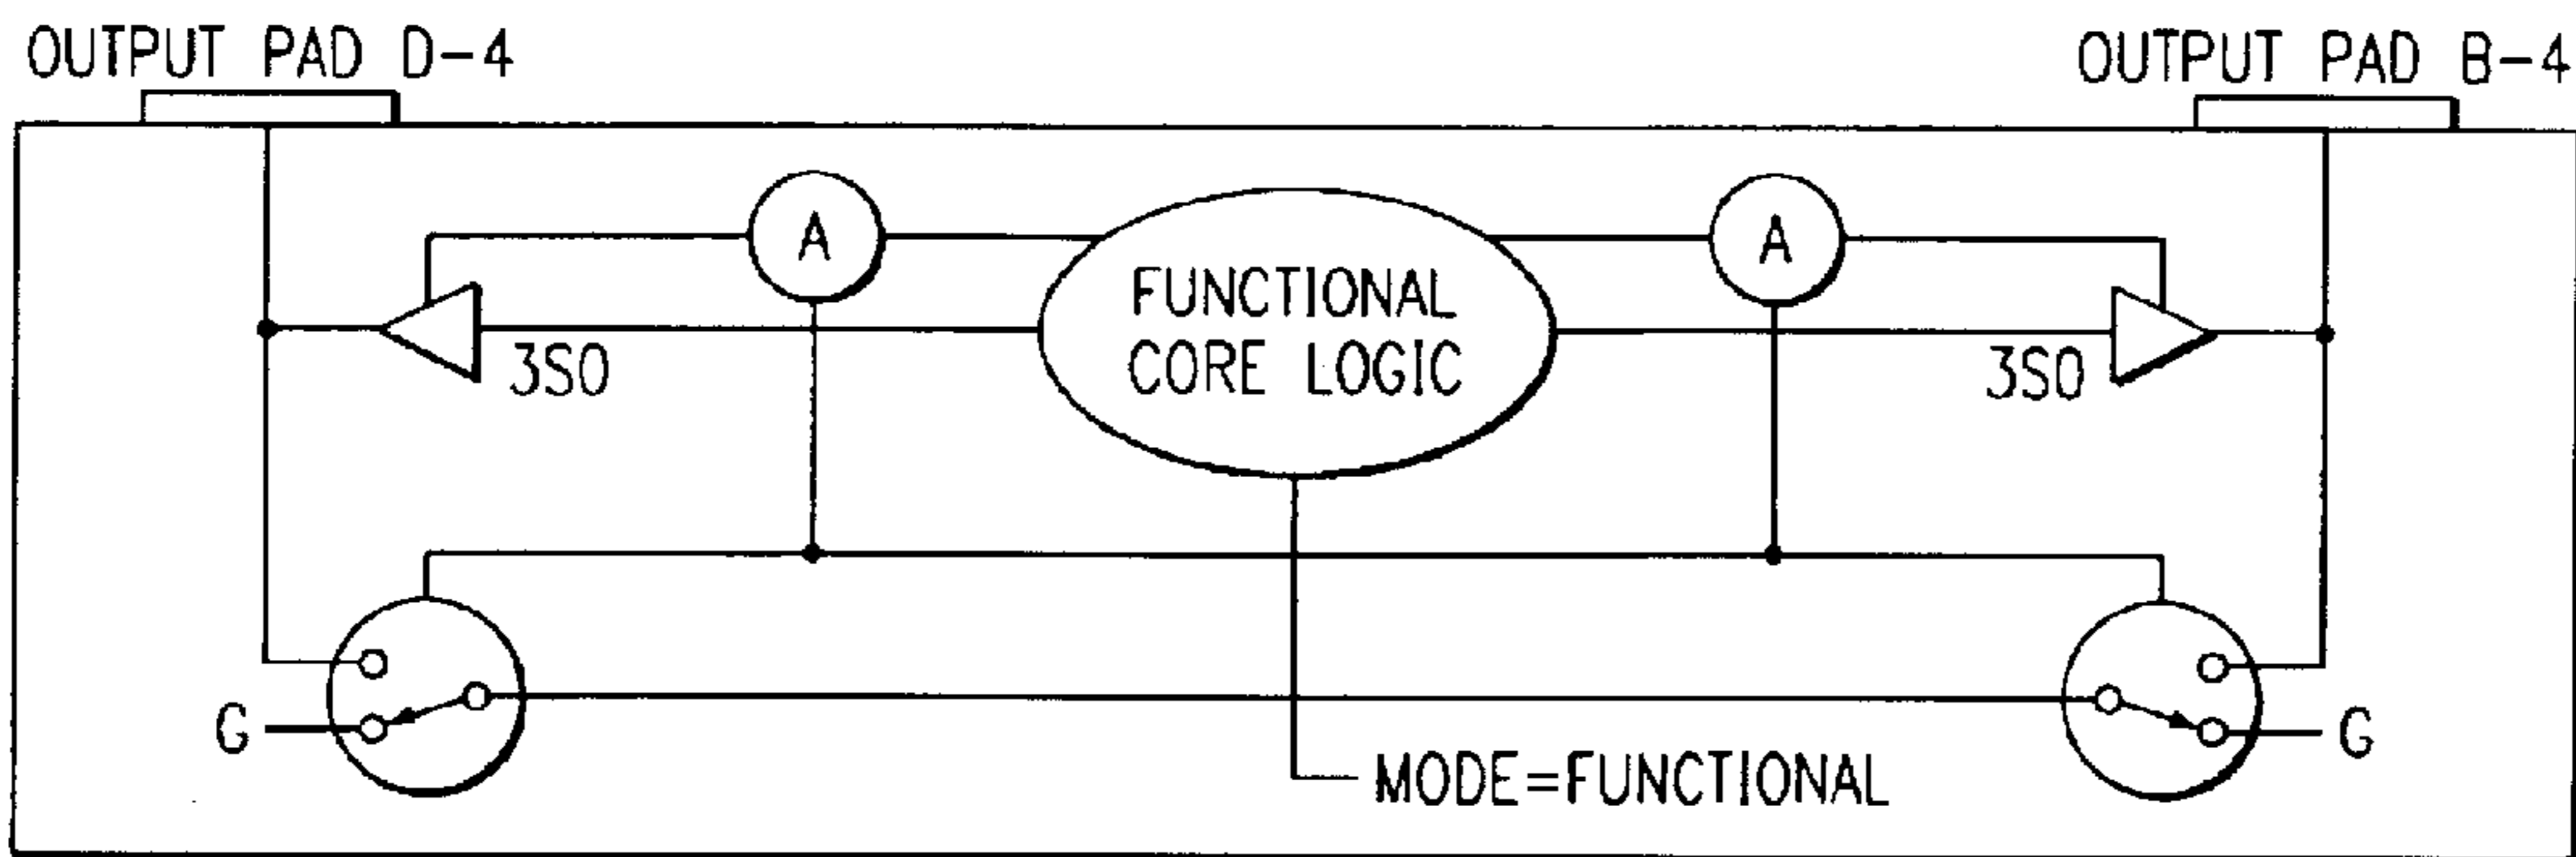 OUTPUT PAD D-4
OUTPUT PAD B-4
A
A
FUNCTIONAL
CORE LOGIC
3SO
3SO
G
G
MODE=FUNCTIONAL